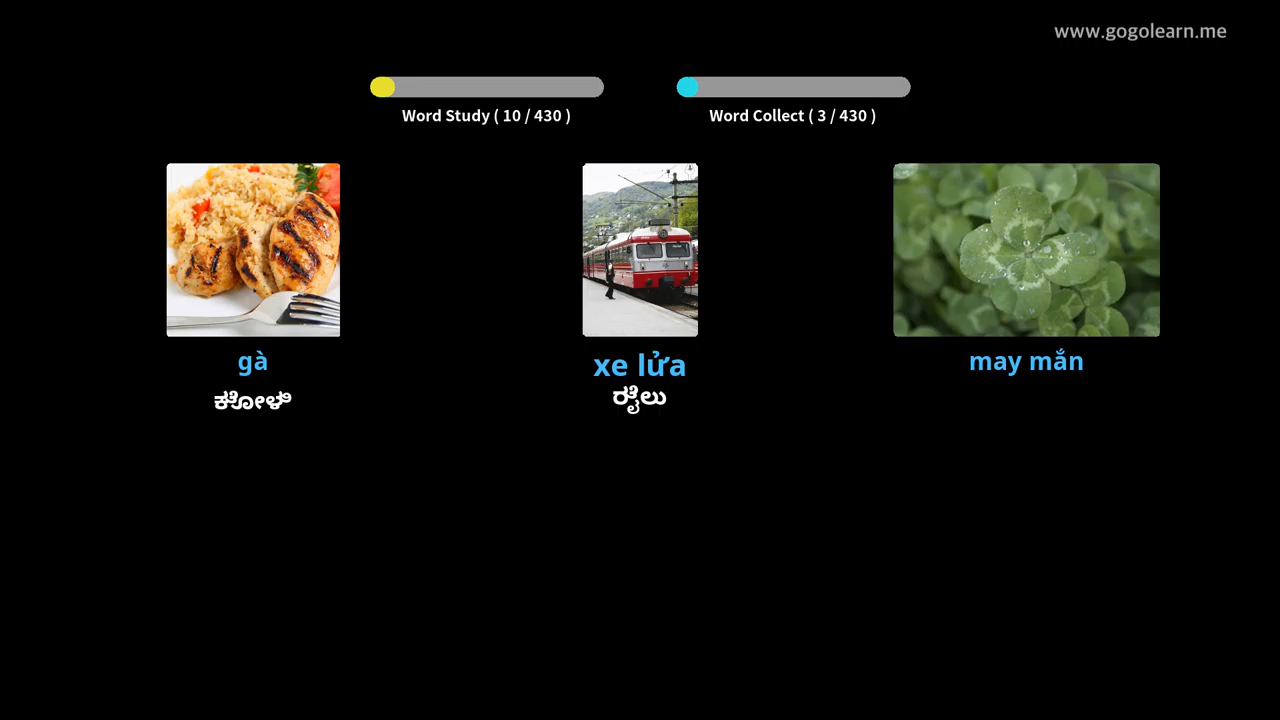 www.gogolearn.me
Word Study ( 10 / 430 )
Word Collect ( 3 / 430 )
gà
xe lửa
may mắn
ಕೋಳಿ
ರೈಲು